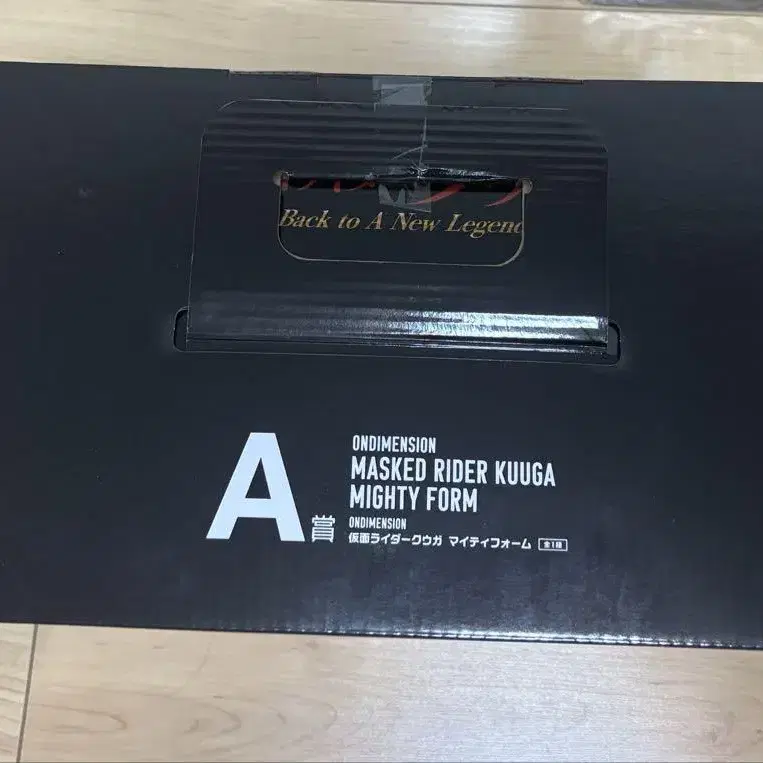 Back to A New Legend
A賞
ONDIMENSION
MASKED RIDER KUUGA
MIGHTY FORM
ONDIMENSION
仮面ライダークウガ マイティフォーム 全1種